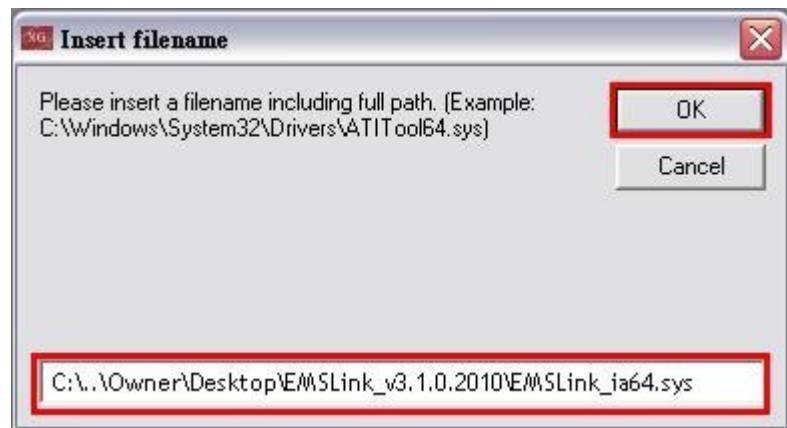 Insert filename
Please insert a filename including full path. (Example:
C:\Windows\System32\Drivers\ATITool64.sys)
OK
Cancel
C:\..\Owner\Desktop\EMSLink_v3.1.0.2010\EMSLink_ia64.sys